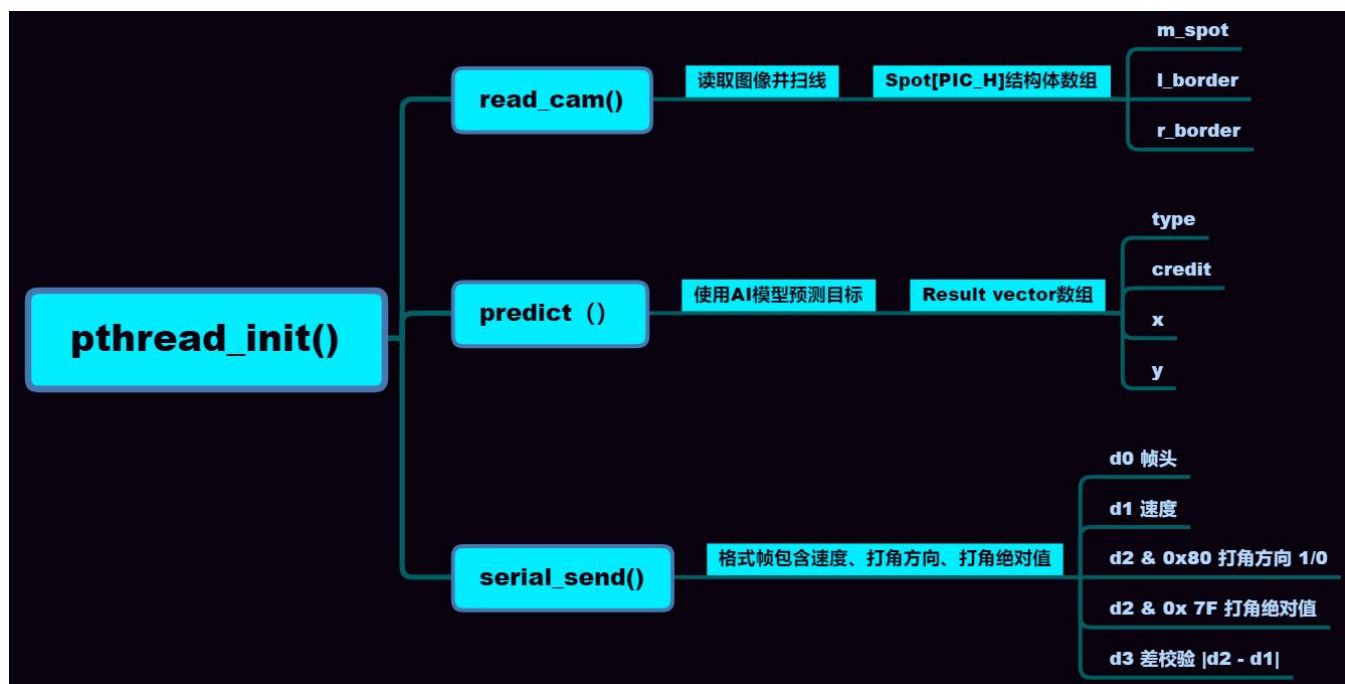 pthread_init()
read_cam()
读取图像并扫线
Spot[PIC_H]结构体数组
m_spot
l_border
r_border
predict（）
使用AI模型预测目标
Result vector数组
type
credit
x
y
serial_send()
格式帧包含速度、打角方向、打角绝对值
d0 帧头
d1 速度
d2 & 0x80 打角方向 1/0
d2 & 0x 7F 打角绝对值
d3 差校验 |d2 - d1|